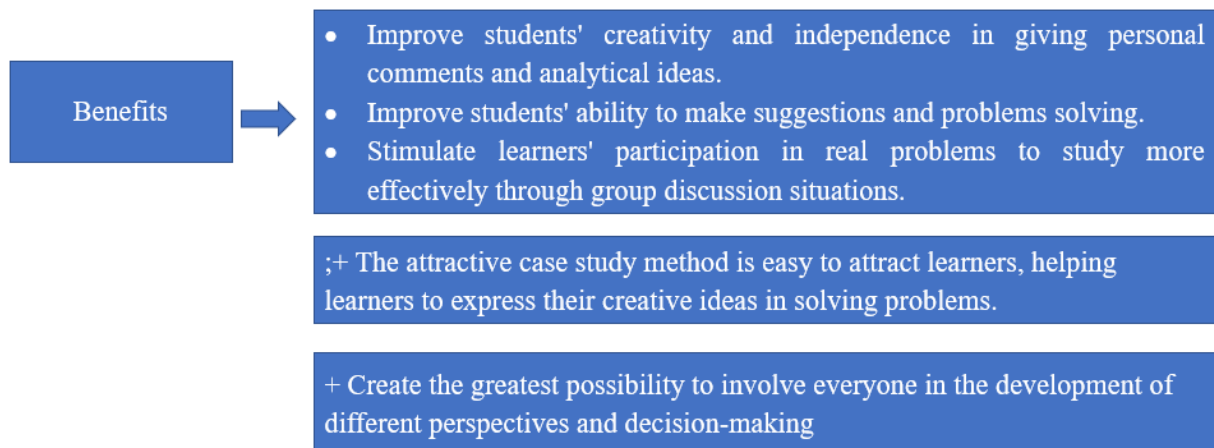 Benefits
• Improve students' creativity and independence in giving personal
comments and analytical ideas.
• Improve students' ability to make suggestions and problems solving.
• Stimulate learners' participation in real problems to study more
effectively through group discussion situations.
;+ The attractive case study method is easy to attract learners, helping
learners to express their creative ideas in solving problems.
+ Create the greatest possibility to involve everyone in the development of
different perspectives and decision-making